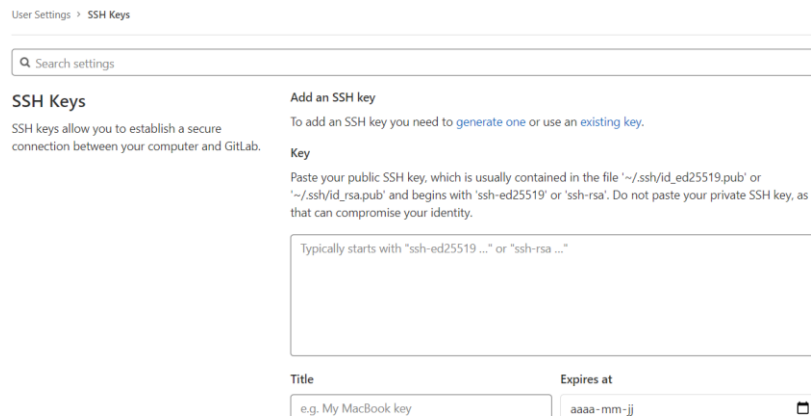 User Settings > SSH Keys
Search settings
SSH Keys
SSH keys allow you to establish a secure
connection between your computer and GitLab.
Add an SSH key
To add an SSH key you need to generate one or use an existing key.
Key
Paste your public SSH key, which is usually contained in the file '~/.ssh/id_ed25519.pub' or
'~/.ssh/id_rsa.pub' and begins with 'ssh-ed25519' or 'ssh-rsa'. Do not paste your private SSH key, as
that can compromise your identity.
Typically starts with "ssh-ed25519 ..." or "ssh-rsa ..."
Title
Expires at
e.g. My MacBook key
aaaa-mm-jj